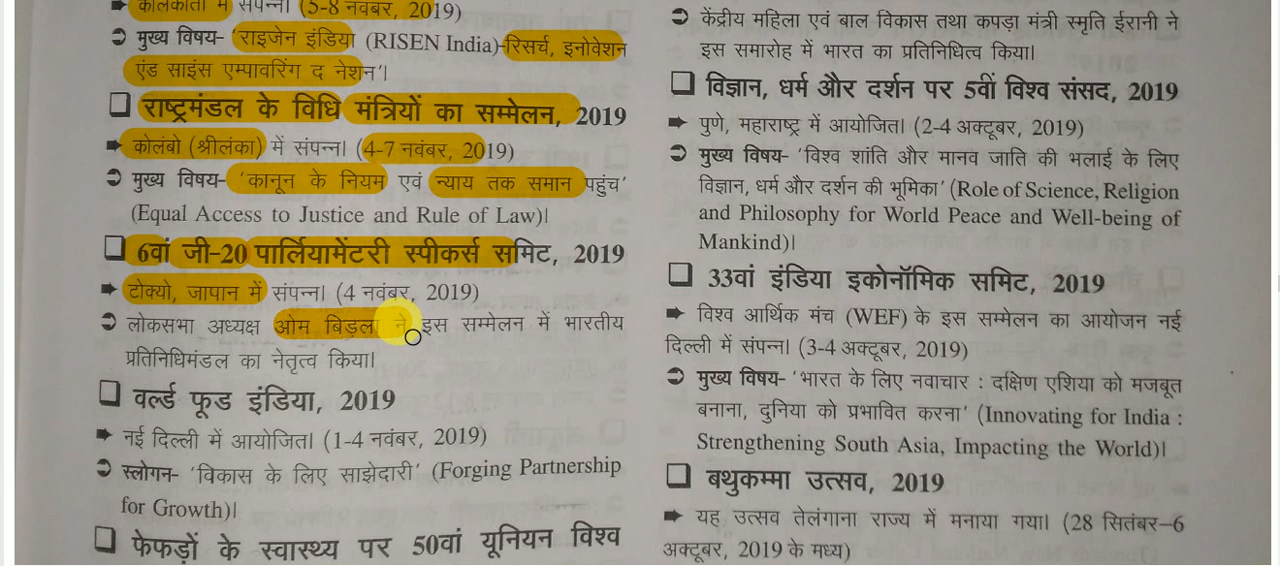 कोलकाता में संपन्न। (5-8 नवंबर, 2019)
मुख्य विषय- 'राइजेन इंडिया (RISEN India)-रिसर्च, इनोवेशन
एंड साइंस एम्पावरिंग द नेशन'।
राष्ट्रमंडल के विधि मंत्रियों का सम्मेलन, 2019
कोलंबो (श्रीलंका) में संपन्न। (4-7 नवंबर, 2019)
मुख्य विषय- 'कानून के नियम एवं न्याय तक समान पहुंच'
(Equal Access to Justice and Rule of Law)।
6वां जी-20 पार्लियामेंटरी स्पीकर्स समिट, 2019
टोक्यो, जापान में संपन्न। (4 नवंबर, 2019)
लोकसभा अध्यक्ष ओम बिड़ला ने इस सम्मेलन में भारतीय
प्रतिनिधिमंडल का नेतृत्व किया।
वर्ल्ड फूड इंडिया, 2019
नई दिल्ली में आयोजित। (1-4 नवंबर, 2019)
स्लोगन- 'विकास के लिए साझेदारी' (Forging Partnership
for Growth)।
फेफड़ों के स्वास्थ्य पर 50वां यूनियन विश्व
केंद्रीय महिला एवं बाल विकास तथा कपड़ा मंत्री स्मृति ईरानी ने
इस समारोह में भारत का प्रतिनिधित्व किया।
विज्ञान, धर्म और दर्शन पर 5वीं विश्व संसद, 2019
पुणे, महाराष्ट्र में आयोजित। (2-4 अक्टूबर, 2019)
मुख्य विषय- 'विश्व शांति और मानव जाति की भलाई के लिए
विज्ञान, धर्म और दर्शन की भूमिका' (Role of Science, Religion
and Philosophy for World Peace and Well-being of
Mankind)।
33वां इंडिया इकोनॉमिक समिट, 2019
विश्व आर्थिक मंच (WEF) के इस सम्मेलन का आयोजन नई
दिल्ली में संपन्न। (3-4 अक्टूबर, 2019)
मुख्य विषय- 'भारत के लिए नवाचार : दक्षिण एशिया को मजबूत
बनाना, दुनिया को प्रभावित करना' (Innovating for India :
Strengthening South Asia, Impacting the World)।
बथुकम्मा उत्सव, 2019
यह उत्सव तेलंगाना राज्य में मनाया गया। (28 सितंबर–6
अक्टूबर, 2019 के मध्य)